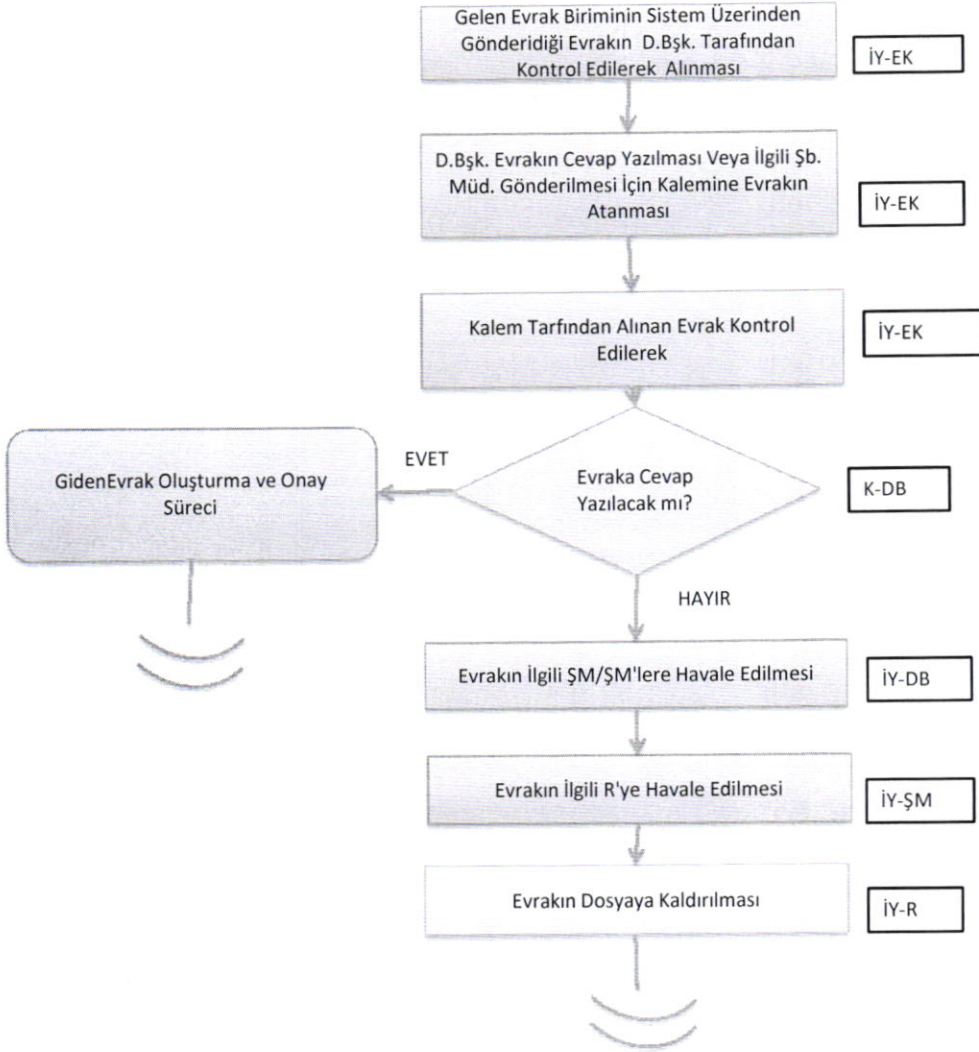 Gelen Evrak Biriminin Sistem Üzerinden
Gönderidiği Evrakın D.Bşk. Tarafından
Kontrol Edilerek Alınması
İY-EK
D.Bşk. Evrakın Cevap Yazılması Veya İlgili Şb.
Müd. Gönderilmesi İçin Kalemine Evrakın
Atanması
İY-EK
Kalem Tarfından Alınan Evrak Kontrol
Edilerek
İY-EK
Evraka Cevap
Yazılacak mı?
K-DB
EVET
GidenEvrak Oluşturma ve Onay
Süreci
HAYIR
Evrakın İlgili ŞM/ŞM'lere Havale Edilmesi
İY-DB
Evrakın İlgili R'ye Havale Edilmesi
İY-ŞM
Evrakın Dosyaya Kaldırılması
İY-R